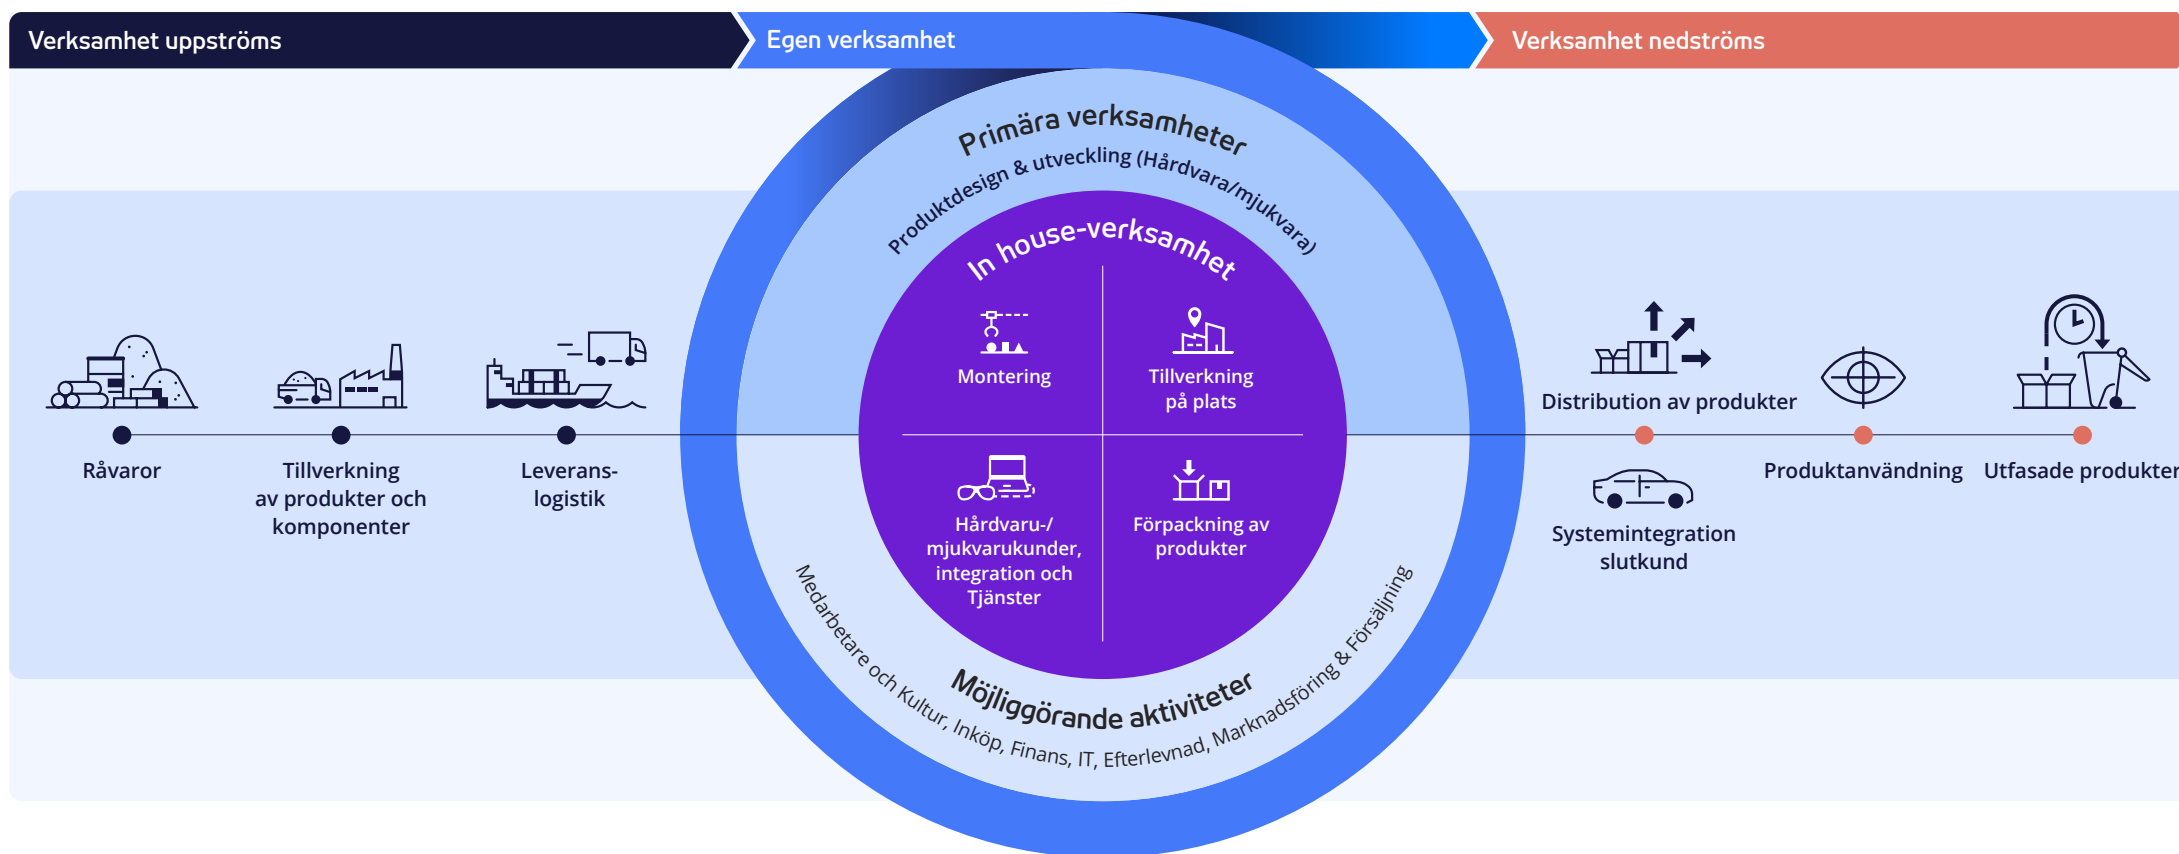 Verksamhet uppströms
Egen verksamhet
Verksamhet nedströms
Primära verksamheter
Produktdesign & utveckling (Hårdvara/mjukvara)
In house-verksamhet
Montering
Tillverkning
på plats
Hårdvaru-/
mjukvarukunder,
integration och
Tjänster
Förpackning av
produkter
Möjliggörande aktiviteter
Medarbetare och Kultur, Inköp, Finans, IT, Efterlevnad, Marknadsföring & Försäljning
Råvaror
Tillverkning
av produkter och
komponenter
Leverans-
logistik
Distribution av produkter
Systemintegration
slutkund
Produktanvändning
Utfasade produkter